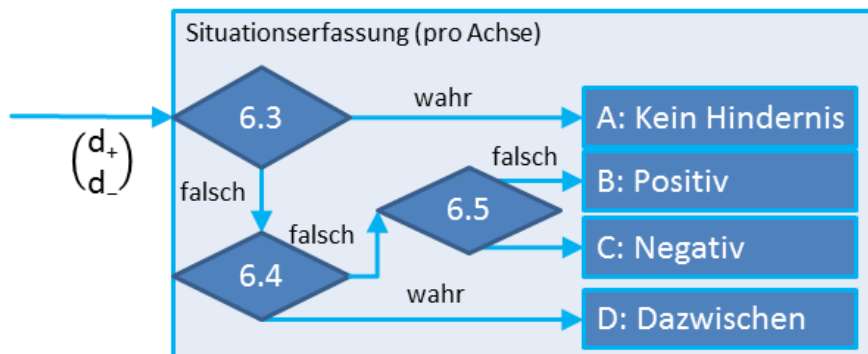 Situationserfassung (pro Achse)
6.3
wahr
A: Kein Hindernis
(d₊
d₋)
falsch
falsch
6.5
falsch
B: Positiv
6.4
C: Negativ
wahr
D: Dazwischen